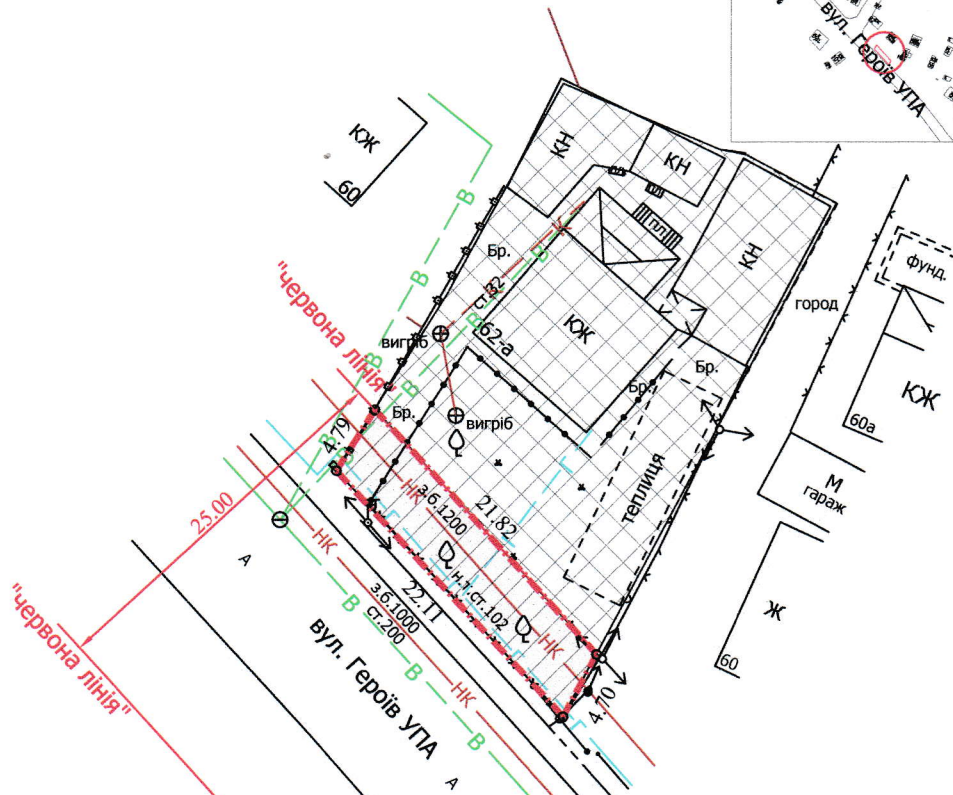 вул. Героїв УПА
КЖ
60
КН
КН
КН
В
Бр.
пл
город
фунд.
"червона лінія"
ст.32
62-а
КЖ
вигріб
В
В
В
Бр.
Бр.
Бр.
вигріб
КЖ
60а
4.79
В
В
теплиця
М
гараж
25.00
НК
з.б.1200
21.82
А
НК
Н.Т.ст.102
22.11
з.б.1000
ст.200
НК
Ж
60
"червона лінія"
В
вул. Героїв УПА
В
НК
4.70
В
А